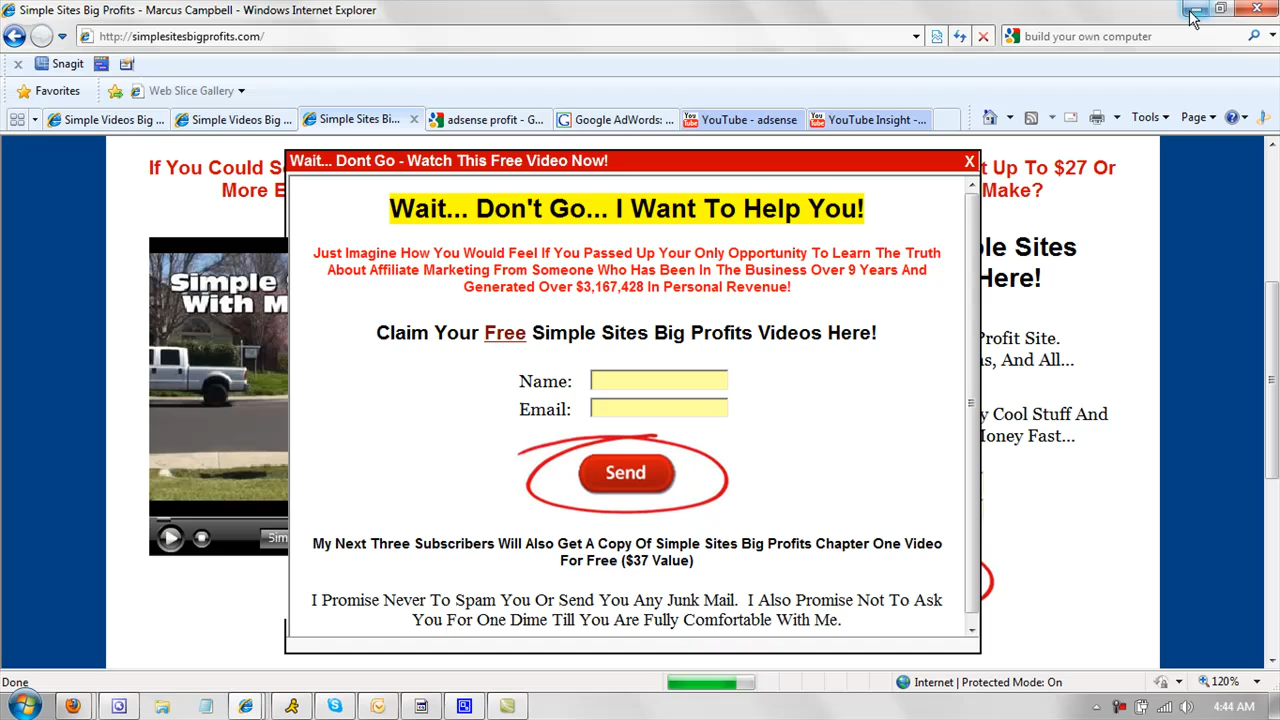 Simple Sites Big Profits - Marcus Campbell - Windows Internet Explorer
http://simplesitesbigprofits.com/
build your own computer
Snagit
Favorites
Web Slice Gallery
Simple Videos Big ...
Simple Videos Big ...
Simple Sites Bi...
adsense profit - G...
Google AdWords: ...
YouTube - adsense
YouTube Insight -...
Tools
Page
If You Could S
t Up To $27 Or
More E
Make?
Wait... Dont Go - Watch This Free Video Now!
X
Wait... Don't Go... I Want To Help You!
Just Imagine How You Would Feel If You Passed Up Your Only Opportunity To Learn The Truth
About Affiliate Marketing From Someone Who Has Been In The Business Over 9 Years And
Generated Over $3,167,428 In Personal Revenue!
Claim Your Free Simple Sites Big Profits Videos Here!
Name:
Email:
Send
My Next Three Subscribers Will Also Get A Copy Of Simple Sites Big Profits Chapter One Video
For Free ($37 Value)
I Promise Never To Spam You Or Send You Any Junk Mail. I Also Promise Not To Ask
You For One Dime Till You Are Fully Comfortable With Me.
Simple
With M
Sim
ple Sites
Here!
Profit Site.
s, And All...
y Cool Stuff And
Money Fast...
Done
Internet | Protected Mode: On
120%
4:44 AM